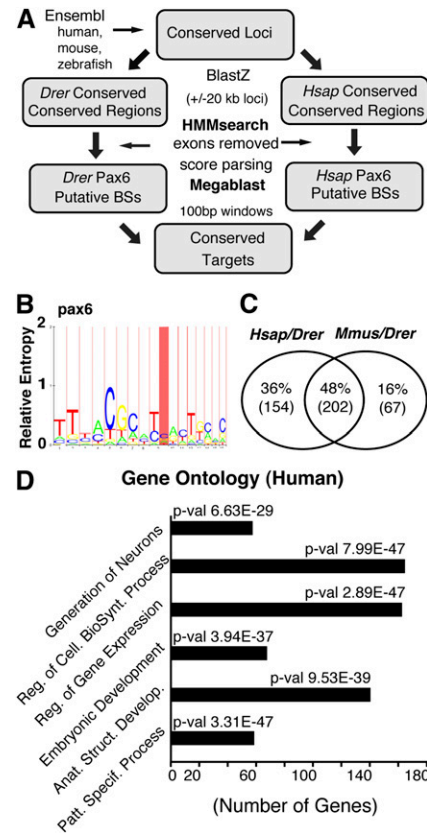 A
Ensembl
human,
mouse,
zebrafish
Conserved Loci
Drer Conserved
Conserved Regions
BlastZ
(+/-20 kb loci)
Hsap Conserved
Conserved Regions
HMMsearch
exons removed
score parsing
Megablast
Drer Pax6
Putative BSs
Hsap Pax6
Putative BSs
100bp windows
Conserved
Targets
B
pax6
Relative Entropy
2
1
0
C
Hsap/Drer
Mmus/Drer
36%
(154)
48%
(202)
16%
(67)
D
Gene Ontology (Human)
Generation of Neurons
p-val 6.63E-29
Reg. of Cell. BioSynt. Process
p-val 7.99E-47
Reg. of Gene Expression
p-val 2.89E-47
Embryonic Development
p-val 3.94E-37
Anat. Struct. Develop.
p-val 9.53E-39
Patt. Specif. Process
p-val 3.31E-47
0 20 60 100 140 180
(Number of Genes)